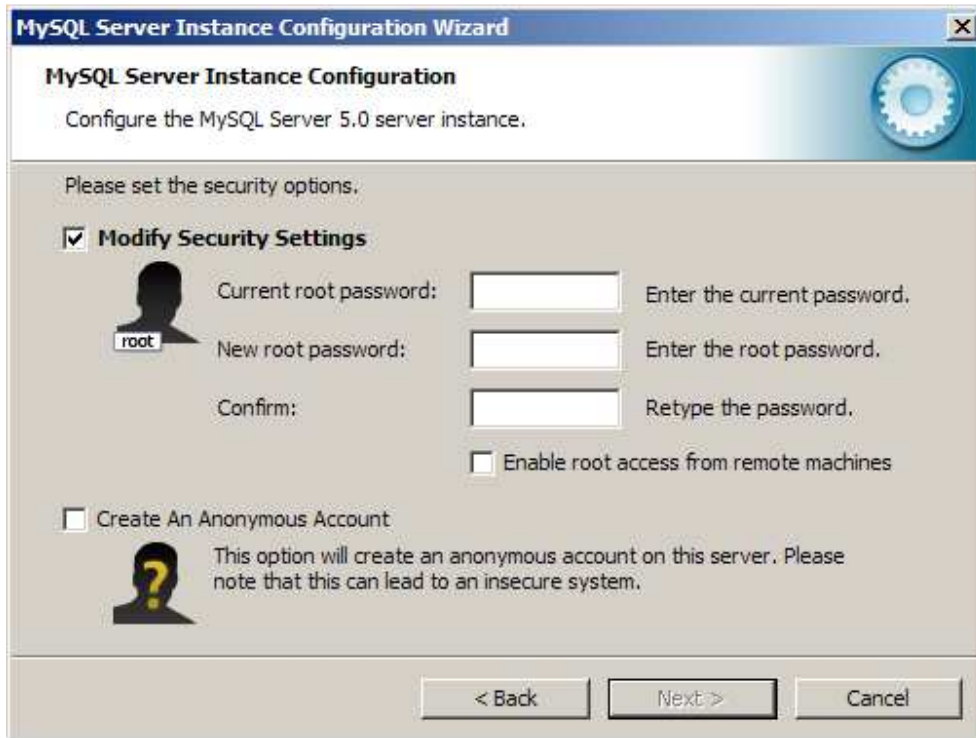 MySQL Server Instance Configuration Wizard
MySQL Server Instance Configuration
Configure the MySQL Server 5.0 server instance.
Please set the security options.
Modify Security Settings
root
Current root password:
Enter the current password.
New root password:
Enter the root password.
Confirm:
Retype the password.
Enable root access from remote machines
Create An Anonymous Account
This option will create an anonymous account on this server. Please
note that this can lead to an insecure system.
< Back
Next >
Cancel